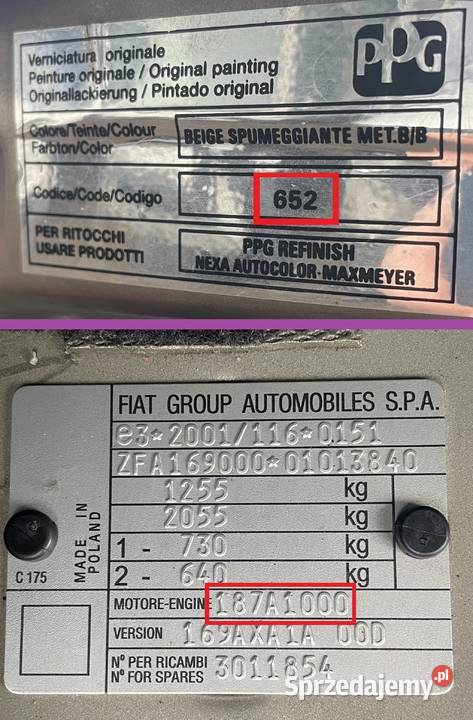 Verniciatura originale
Peinture originale / Original painting
Originallackierung / Pintado original
PPG
Colore/Teinte/Colour
Farbton/Color
BEIGE SPUMEGGIANTE MET.B/B
Codice/Code/Codigo
652
PER RITOCCHI
USARE PRODOTTI
PPG REFINISH
NEXA AUTOCOLOR-MAXMEYER
FIAT GROUP AUTOMOBILES S.P.A.
e3*2001/116*0151
ZFA169000*01013840
1255 kg
2055 kg
1 - 730 kg
2 - 640 kg
MADE IN
POLAND
C 175
MOTORE-ENGINE 187A1000
VERSION 169AXA1A 00D
N° PER RICAMBI
N° FOR SPARES
3011854
Sprzedajemy.pl